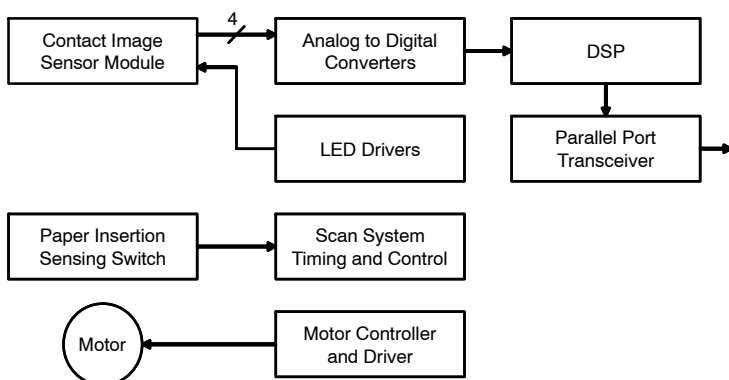 4
Contact Image
Sensor Module
Analog to Digital
Converters
DSP
LED Drivers
Parallel Port
Transceiver
Paper Insertion
Sensing Switch
Scan System
Timing and Control
Motor
Motor Controller
and Driver